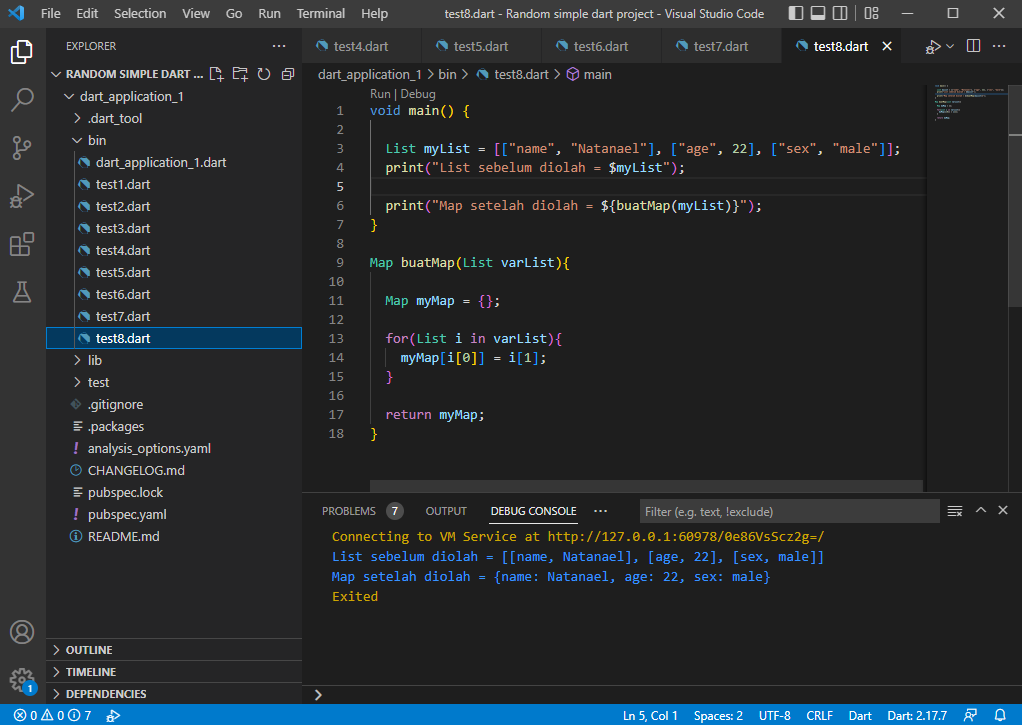 File Edit Selection View Go Run Terminal Help test8.dart - Random simple dart project - Visual Studio Code
EXPLORER
RANDOM SIMPLE DART ...
dart_application_1
.dart_tool
bin
dart_application_1.dart
test1.dart
test2.dart
test3.dart
test4.dart
test5.dart
test6.dart
test7.dart
test8.dart
lib
test
.gitignore
.packages
analysis_options.yaml
CHANGELOG.md
pubspec.lock
pubspec.yaml
README.md
OUTLINE
TIMELINE
DEPENDENCIES
1
test4.dart test5.dart test6.dart test7.dart test8.dart
dart_application_1 > bin > test8.dart > main
Run | Debug
1 void main() {
2
3 List myList = [["name", "Natanael"], ["age", 22], ["sex", "male"]];
4 print("List sebelum diolah = $myList");
5
6 print("Map setelah diolah = ${buatMap(myList)}");
7 }
8
9 Map buatMap(List varList){
10
11 Map myMap = {};
12
13 for(List i in varList){
14 myMap[i[0]] = i[1];
15 }
16
17 return myMap;
18 }
PROBLEMS 7 OUTPUT DEBUG CONSOLE ... Filter (e.g. text, !exclude)
Connecting to VM Service at http://127.0.0.1:60978/0e86VsScz2g=/
List sebelum diolah = [[name, Natanael], [age, 22], [sex, male]]
Map setelah diolah = {name: Natanael, age: 22, sex: male}
Exited
0 0 7 Ln 5, Col 1 Spaces: 2 UTF-8 CRLF Dart Dart: 2.17.7